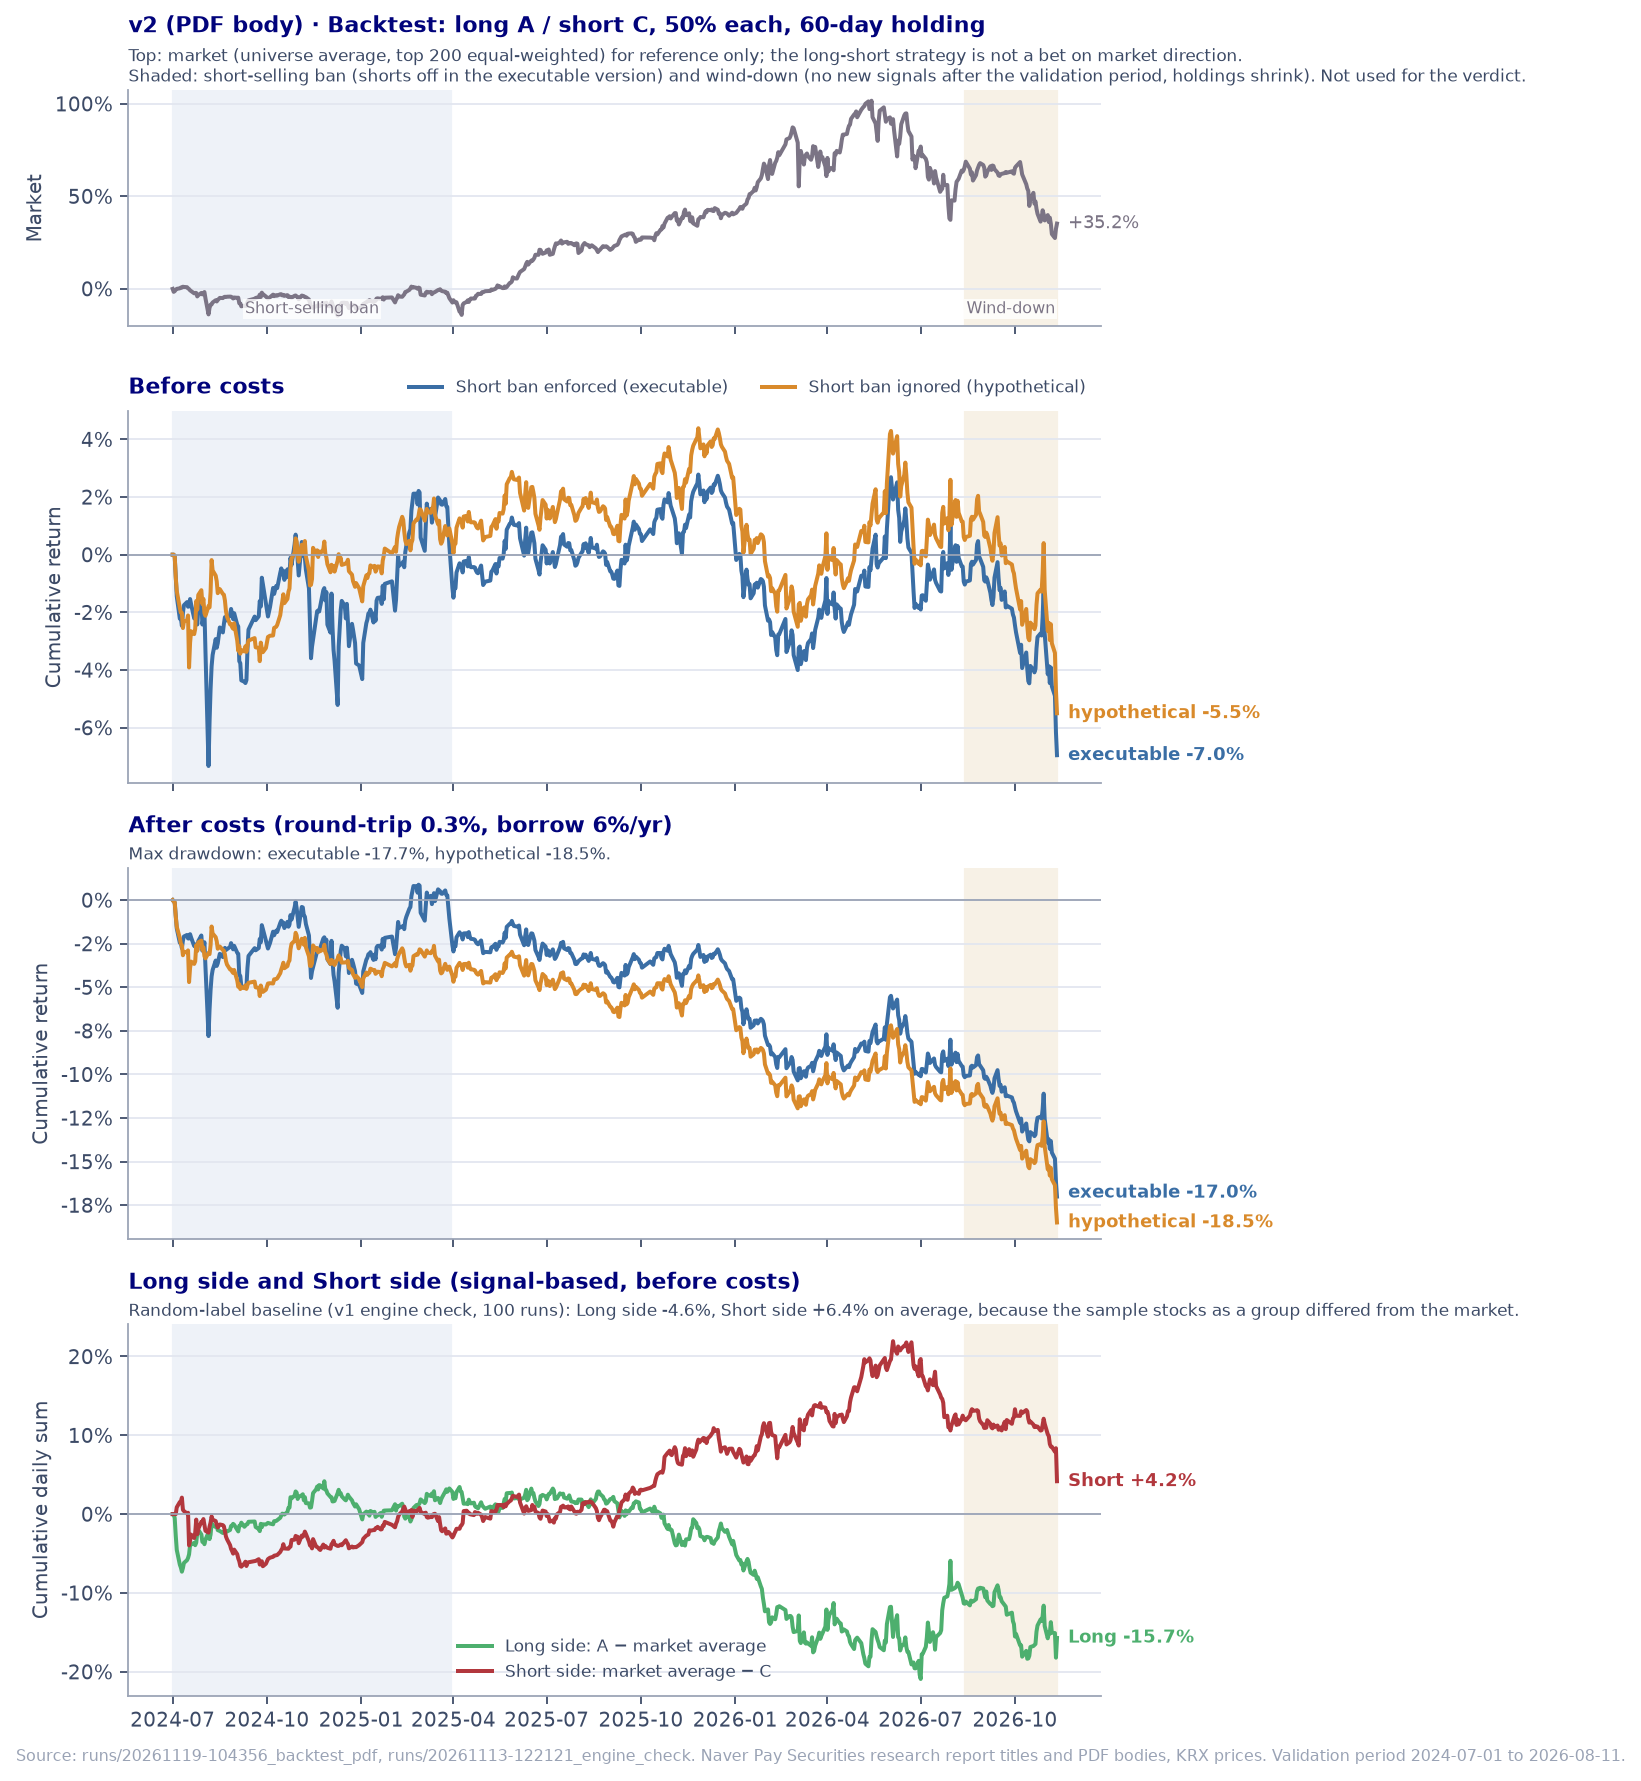 v2 (PDF body) · Backtest: long A / short C, 50% each, 60-day holding
Top: market (universe average, top 200 equal-weighted) for reference only; the long-short strategy is not a bet on market direction.
Shaded: short-selling ban (shorts off in the executable version) and wind-down (no new signals after the validation period, holdings shrink). Not used for the verdict.
Market
100%
50%
0%
Short-selling ban
Wind-down
+35.2%
Before costs
Short ban enforced (executable)
Short ban ignored (hypothetical)
Cumulative return
4%
2%
0%
-2%
-4%
-6%
hypothetical -5.5%
executable -7.0%
After costs (round-trip 0.3%, borrow 6%/yr)
Max drawdown: executable -17.7%, hypothetical -18.5%.
Cumulative return
0%
-2%
-5%
-8%
-10%
-12%
-15%
-18%
executable -17.0%
hypothetical -18.5%
Long side and Short side (signal-based, before costs)
Random-label baseline (v1 engine check, 100 runs): Long side -4.6%, Short side +6.4% on average, because the sample stocks as a group differed from the market.
Cumulative daily sum
20%
10%
0%
-10%
-20%
Short +4.2%
Long -15.7%
Long side: A − market average
Short side: market average − C
2024-07 2024-10 2025-01 2025-04 2025-07 2025-10 2026-01 2026-04 2026-07 2026-10
Source: runs/20261119-104356_backtest_pdf, runs/20261113-122121_engine_check. Naver Pay Securities research report titles and PDF bodies, KRX prices. Validation period 2024-07-01 to 2026-08-11.